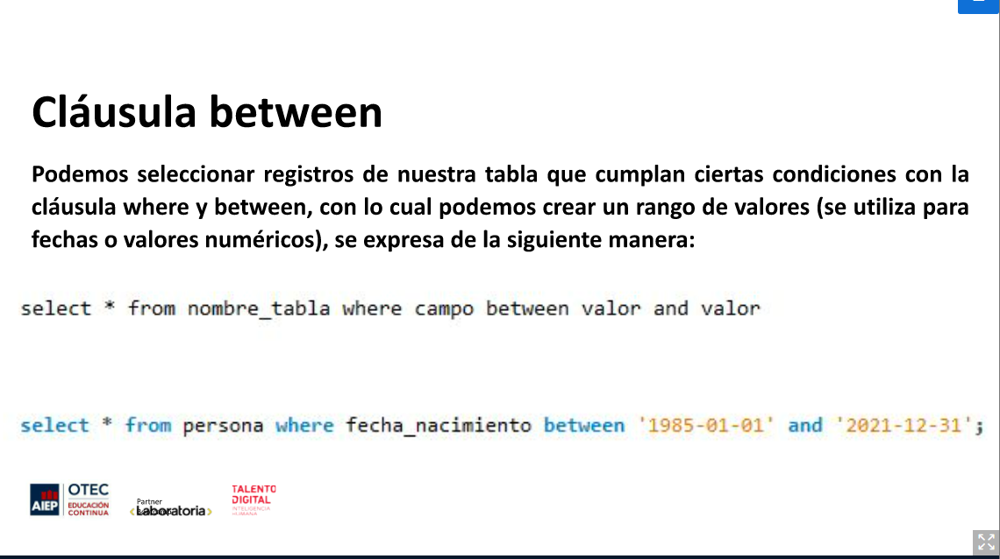 Cláusula between
Podemos seleccionar registros de nuestra tabla que cumplan ciertas condiciones con la
cláusula where y between, con lo cual podemos crear un rango de valores (se utiliza para
fechas o valores numéricos), se expresa de la siguiente manera:
select * from nombre_tabla where campo between valor and valor
select * from persona where fecha_nacimiento between '1985-01-01' and '2021-12-31';
AIEP
OTEC
EDUCACIÓN
CONTINUA
Partner
Laboratoria
TALENTO
DIGITAL
INTELIGENCIA
HUMANA